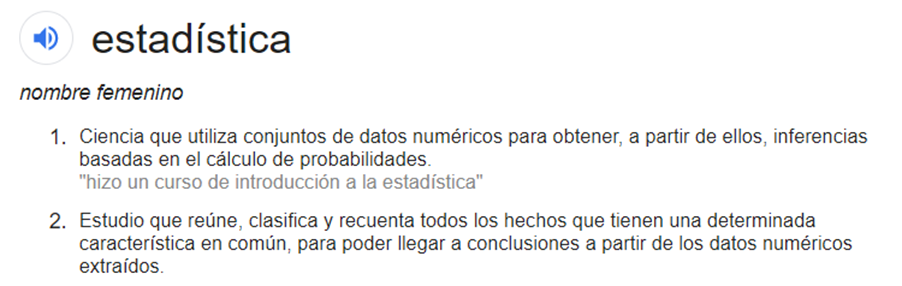 estadística
nombre femenino
1. Ciencia que utiliza conjuntos de datos numéricos para obtener, a partir de ellos, inferencias
basadas en el cálculo de probabilidades.
"hizo un curso de introducción a la estadística"
2. Estudio que reúne, clasifica y recuenta todos los hechos que tienen una determinada
característica en común, para poder llegar a conclusiones a partir de los datos numéricos
extraídos.